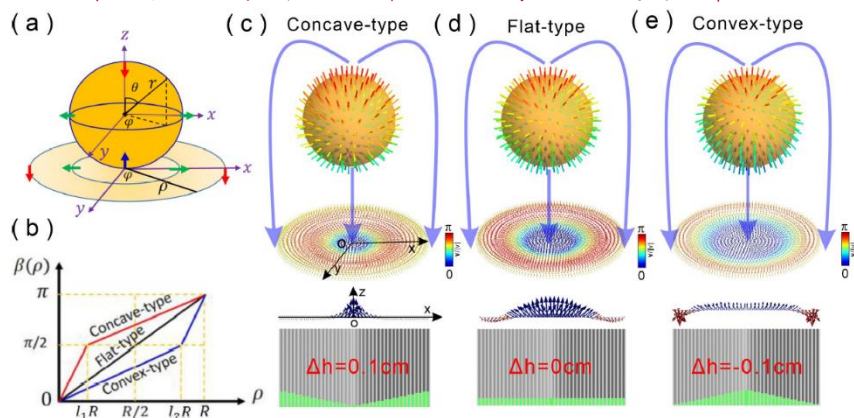 (a)
z
θ
r
φ
x
y
φ
ρ
x
y
(b)
β(ρ)
π
π/2
0
Concave-type
Flat-type
Convex-type
l₁R
R/2
l₂R
R
ρ
(c) Concave-type
O
x
y
π
0
z
x
O
Δh=0.1cm
(d) Flat-type
π
0
Δh=0cm
(e) Convex-type
π
0
Δh=-0.1cm